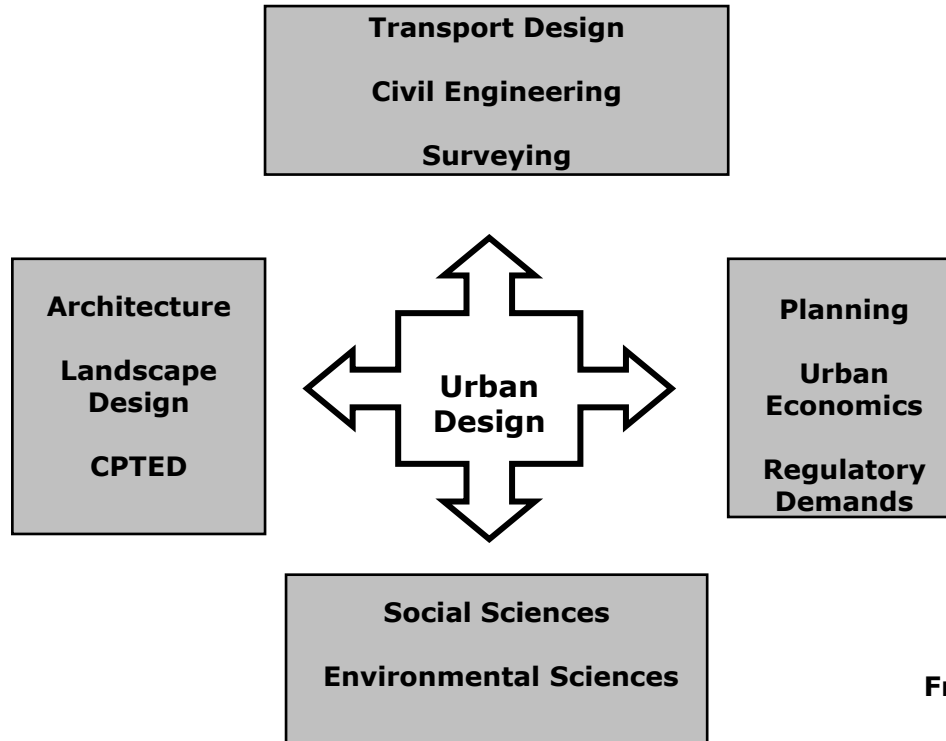 Transport Design
Civil Engineering
Surveying
Architecture
Landscape
Design
CPTED
Urban
Design
Planning
Urban
Economics
Regulatory
Demands
Social Sciences
Environmental Sciences